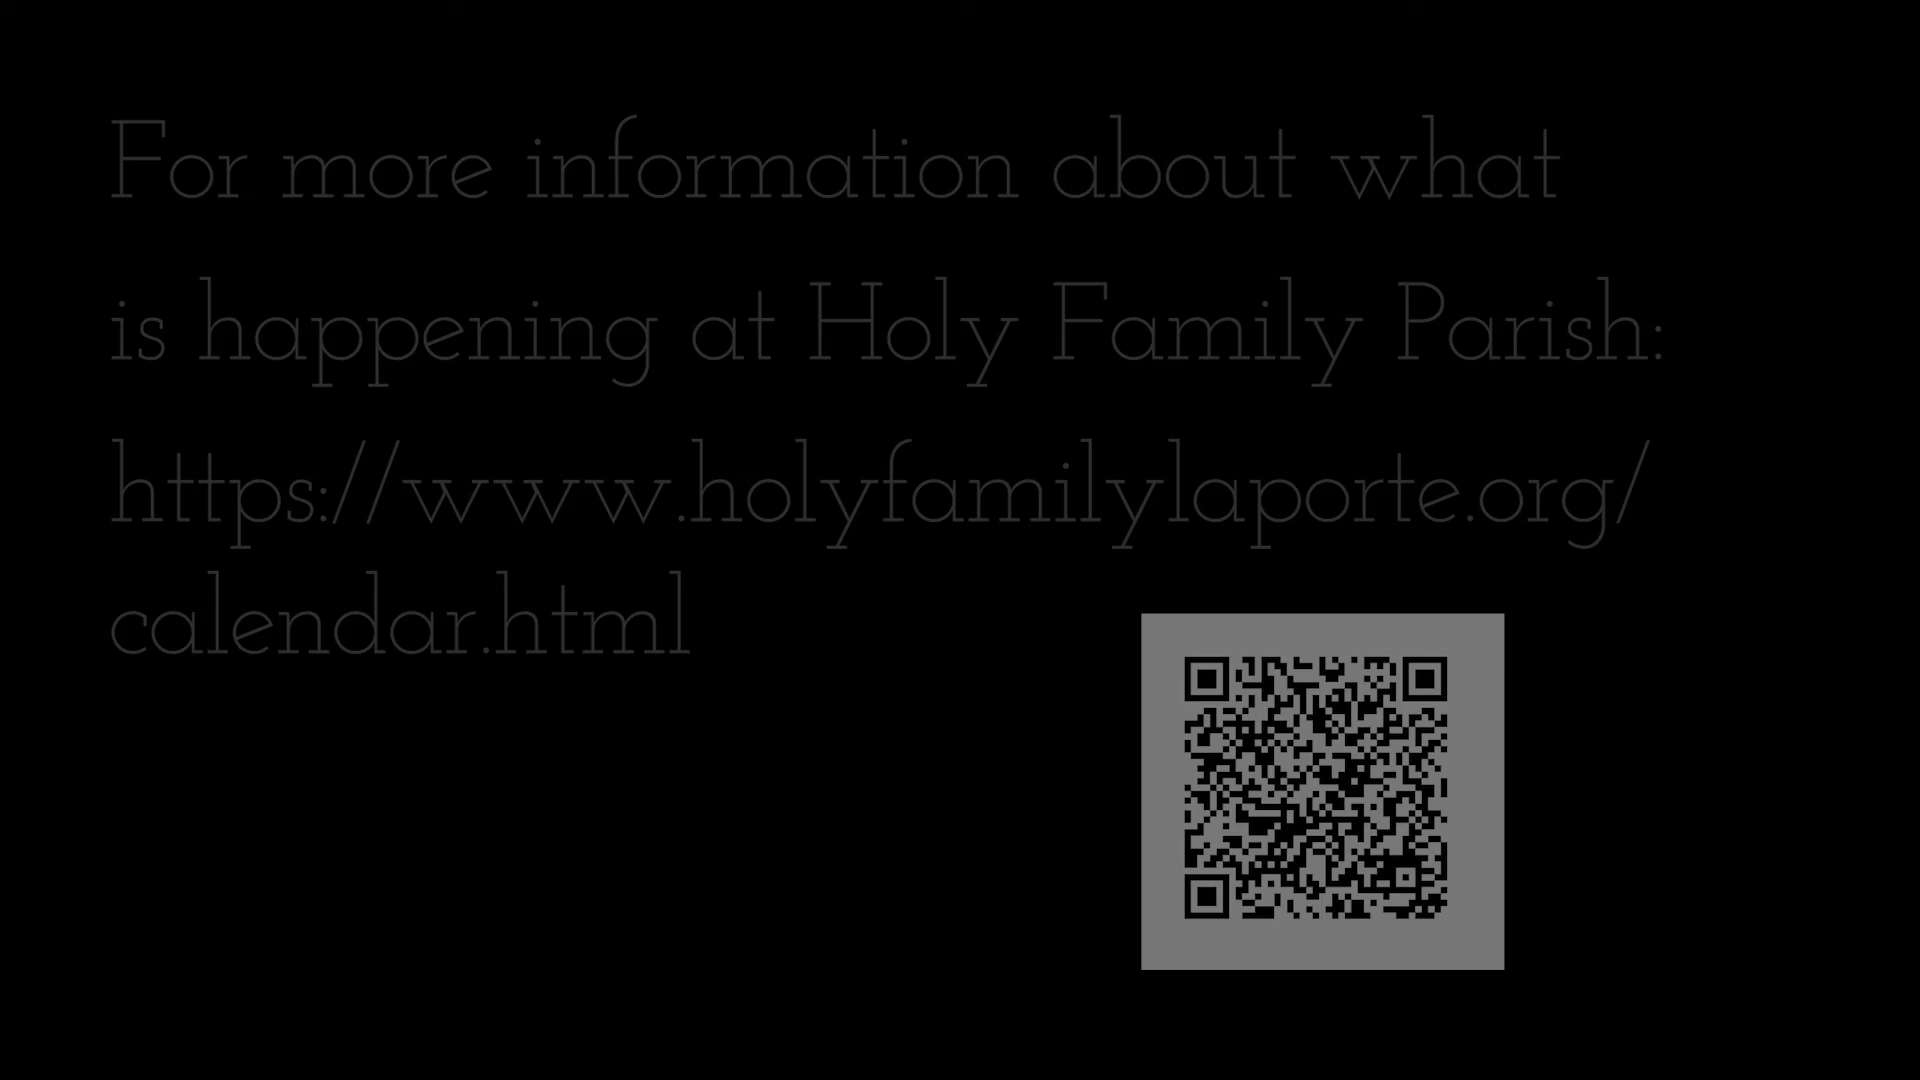 For more information about what
is happening at Holy Family Parish:
https://www.holyfamilylaporte.org/
calendar.html